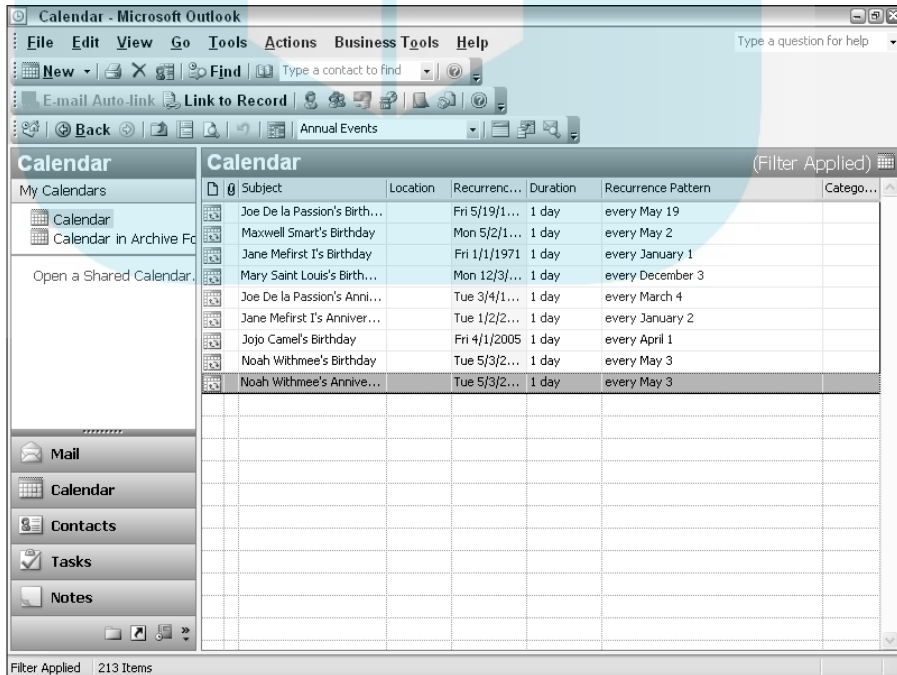 Calendar - Microsoft Outlook
File Edit View Go Tools Actions Business Tools Help Type a question for help
New Find Type a contact to find
E-mail Auto-link Link to Record
Back Annual Events
Calendar
My Calendars
Calendar
Calendar in Archive Fo
Open a Shared Calendar.
Mail
Calendar
Contacts
Tasks
Notes
Calendar (Filter Applied)
Subject Location Recurrenc... Duration Recurrence Pattern Catego...
Joe De la Passion's Birth... Fri 5/19/1... 1 day every May 19
Maxwell Smart's Birthday Mon 5/2/1... 1 day every May 2
Jane Mefirst I's Birthday Fri 1/1/1971 1 day every January 1
Mary Saint Louis's Birth... Mon 12/3/... 1 day every December 3
Joe De la Passion's Anni... Tue 3/4/1... 1 day every March 4
Jane Mefirst I's Anniver... Tue 1/2/2... 1 day every January 2
Jojo Camel's Birthday Fri 4/1/2005 1 day every April 1
Noah Withmee's Birthday Tue 5/3/2... 1 day every May 3
Noah Withmee's Annive... Tue 5/3/2... 1 day every May 3
Filter Applied 213 Items